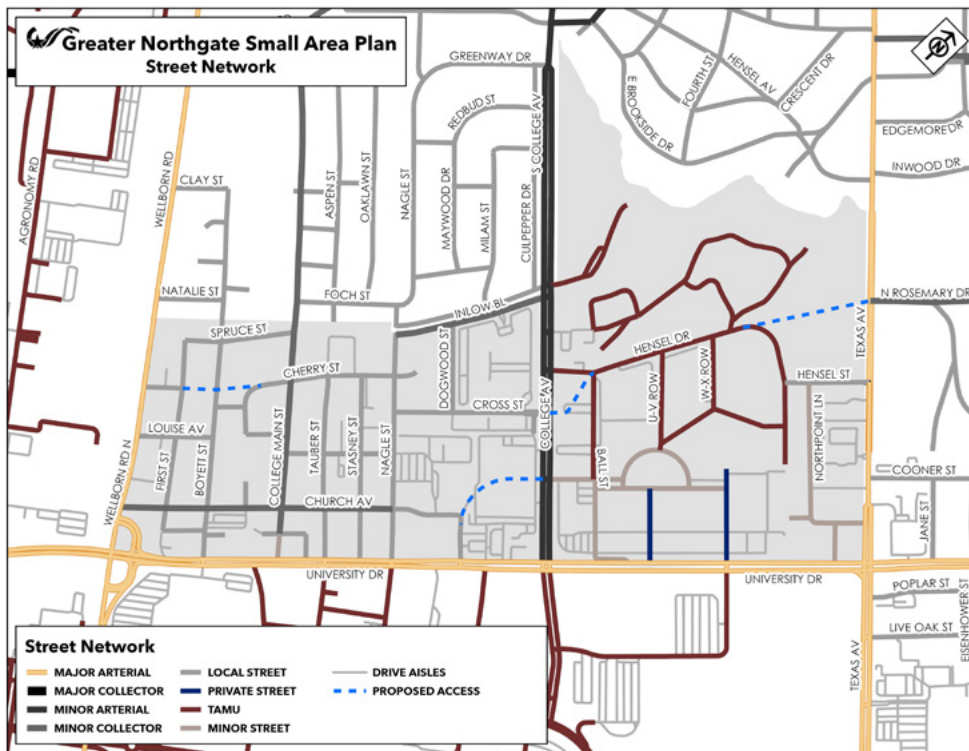 Greater Northgate Small Area Plan
Street Network
GREENWAY DR
REDBUD ST
S COLLEGE AV
E BROOKSIDE DR
FOURTH ST
HENSEL AV
CRESCENT DR
EDGEMORE DR
INWOOD DR
AGRONOMY RD
WELLBORN RD
CLAY ST
ASPEN ST
OAKLAWN ST
NAGLE ST
MAYWOOD DR
MILAM ST
CULPEPPER DR
NATALIE ST
FOCH ST
INLOW BL
N ROSEMARY DR
TEXAS AV
SPRUCE ST
CHERRY ST
DOGWOOD ST
COLLEGE AV
HENSEL DR
U-V ROW
W-X ROW
HENSEL ST
CROSS ST
LOUISE AV
FIRST ST
BOYETT ST
COLLEGE MAIN ST
TAUBER ST
STASNEY ST
NAGLE ST
BALL ST
NORTHPOINT LN
COONER ST
JANE ST
WELLBORN RD N
CHURCH AV
UNIVERSITY DR
UNIVERSITY DR
POPLAR ST
LIVE OAK ST
EISENHOWER ST
TEXAS AV
Street Network
MAJOR ARTERIAL
MAJOR COLLECTOR
MINOR ARTERIAL
MINOR COLLECTOR
LOCAL STREET
PRIVATE STREET
TAMU
MINOR STREET
DRIVE AISLES
PROPOSED ACCESS